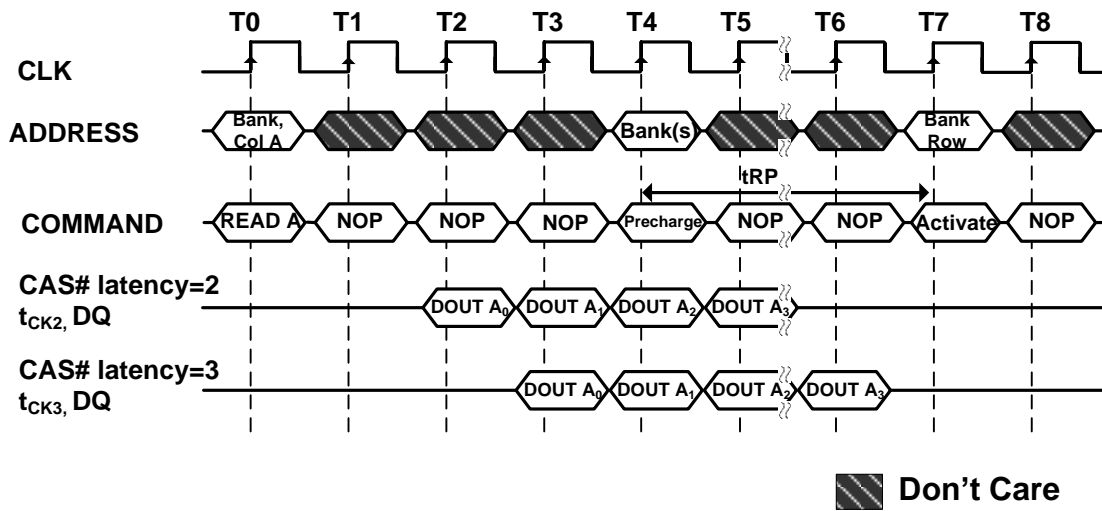 T0 T1 T2 T3 T4 T5 T6 T7 T8
CLK
ADDRESS
Bank,
Col A
Bank(s)
Bank
Row
tRP
COMMAND
READ A NOP NOP NOP Precharge NOP NOP Activate NOP
CAS# latency=2
tCK2, DQ
DOUT A0 DOUT A1 DOUT A2 DOUT A3
CAS# latency=3
tCK3, DQ
DOUT A0 DOUT A1 DOUT A2 DOUT A3
Don't Care